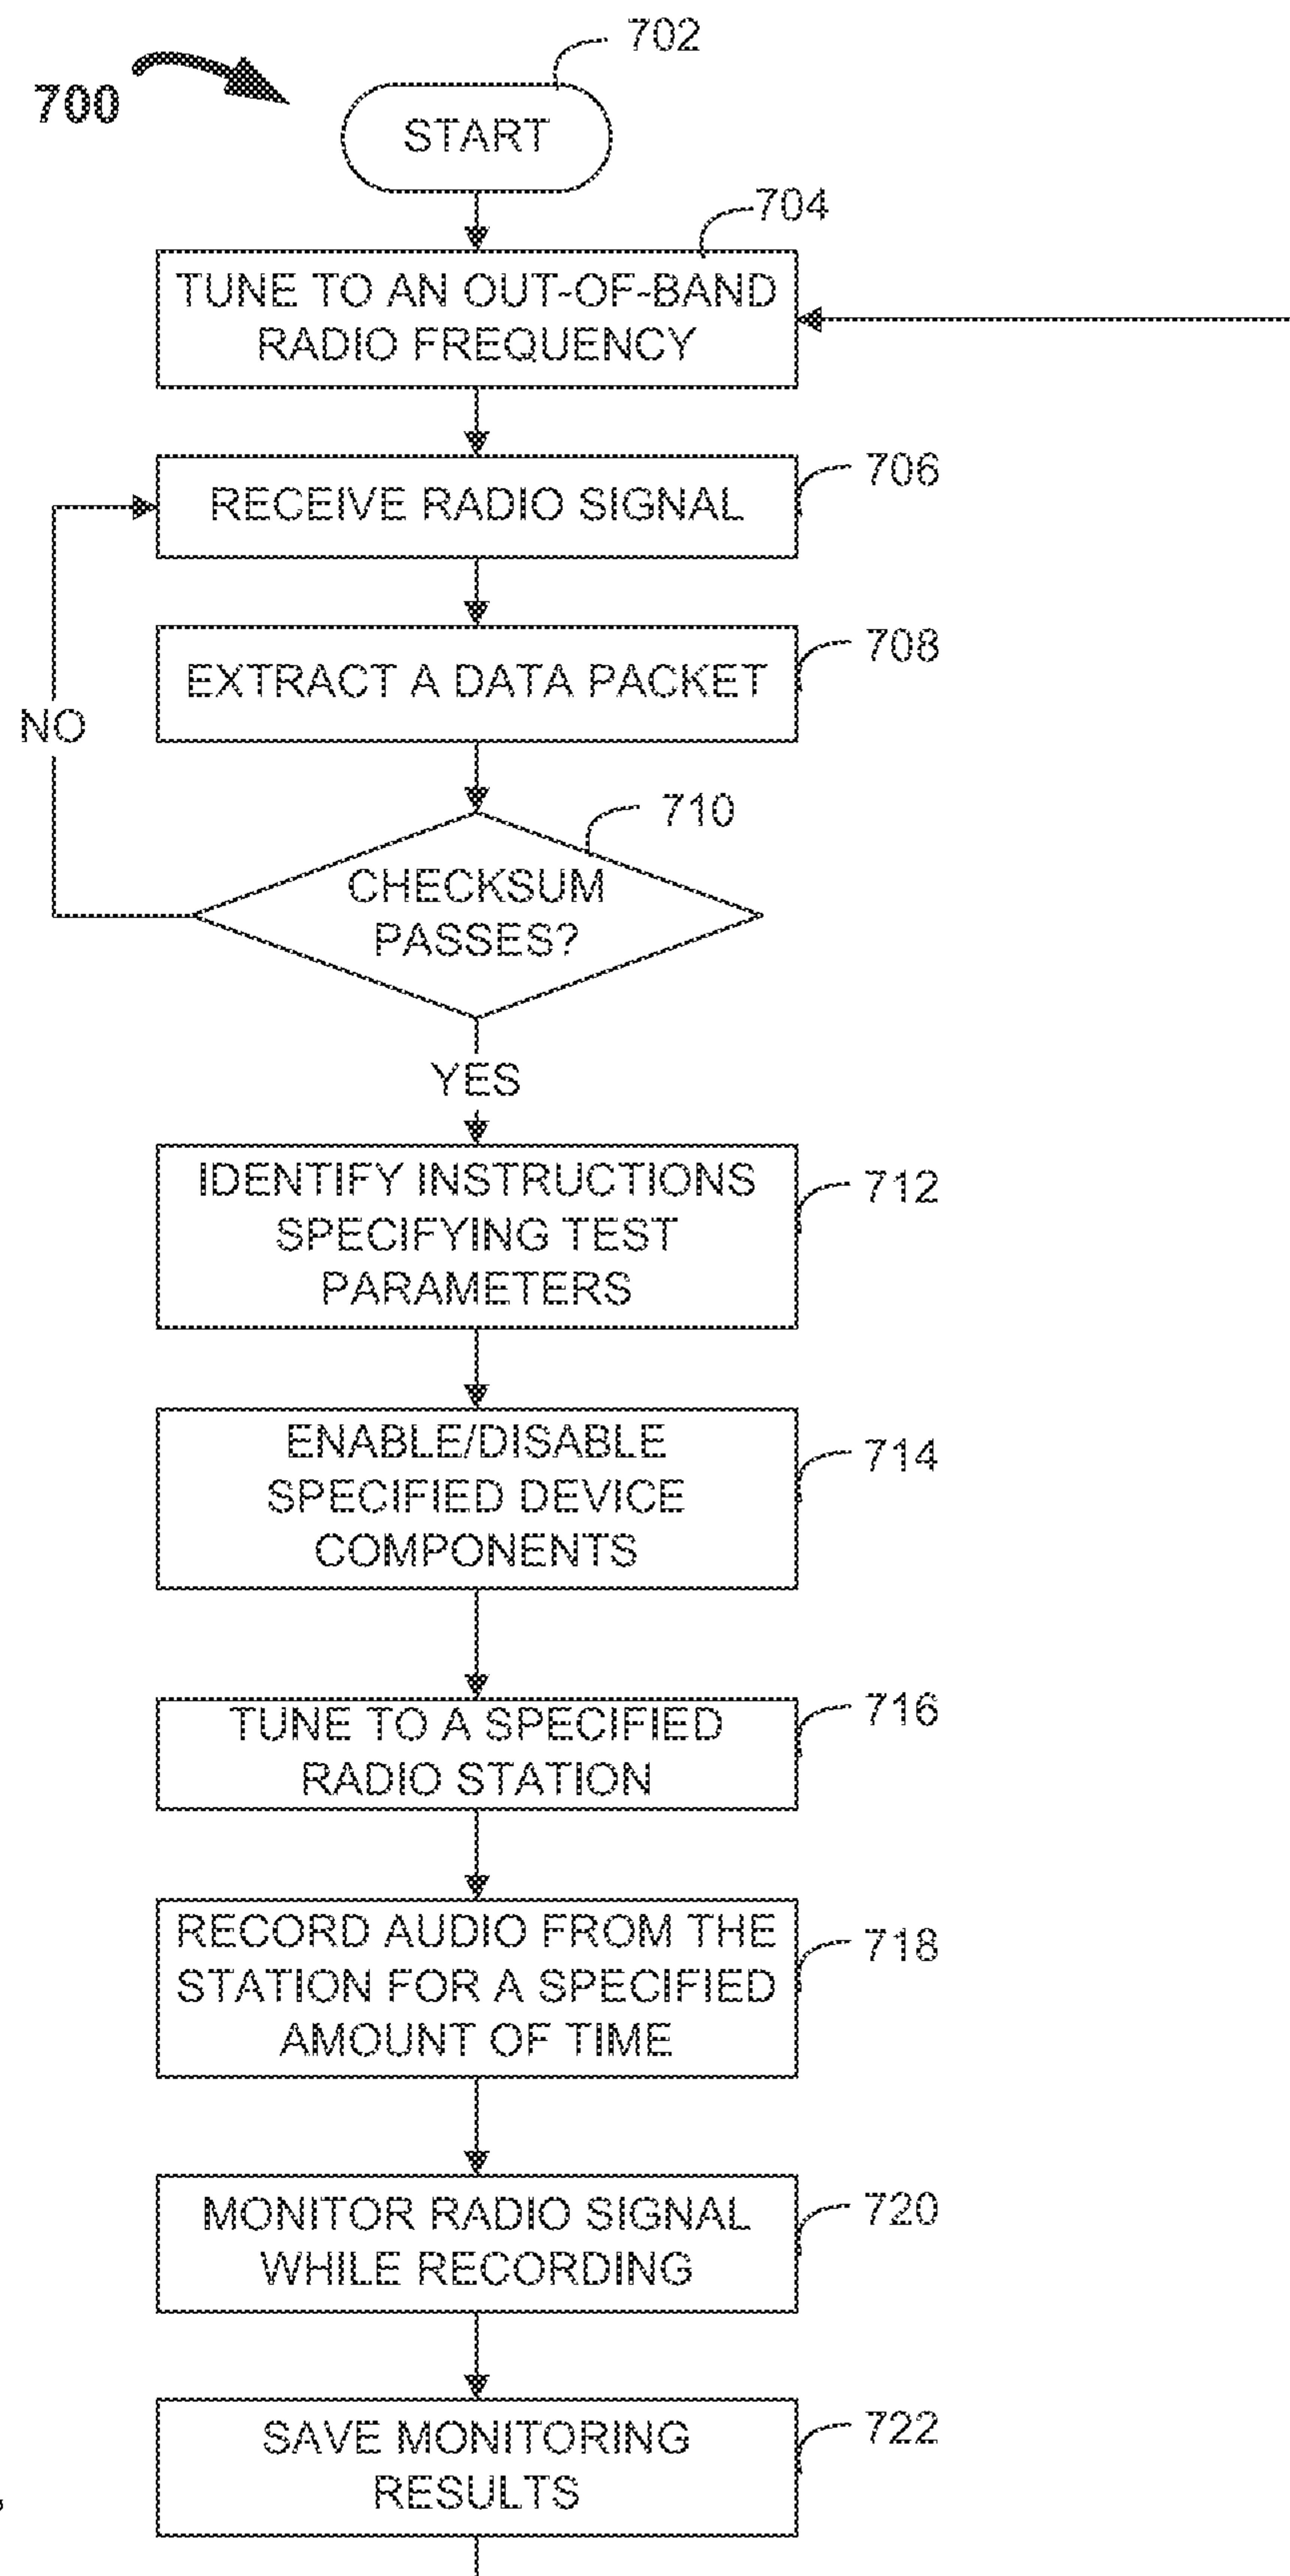 702
700
START
704
TUNE TO AN OUT-OF-BAND
RADIO FREQUENCY
706
RECEIVE RADIO SIGNAL
708
EXTRACT A DATA PACKET
NO
710
CHECKSUM
PASSES?
YES
IDENTIFY INSTRUCTIONS
SPECIFYING TEST
PARAMETERS
712
ENABLE/DISABLE
SPECIFIED DEVICE
COMPONENTS
714
TUNE TO A SPECIFIED
RADIO STATION
716
RECORD AUDIO FROM THE
STATION FOR A SPECIFIED
AMOUNT OF TIME
718
MONITOR RADIO SIGNAL
WHILE RECORDING
720
SAVE MONITORING
RESULTS
722